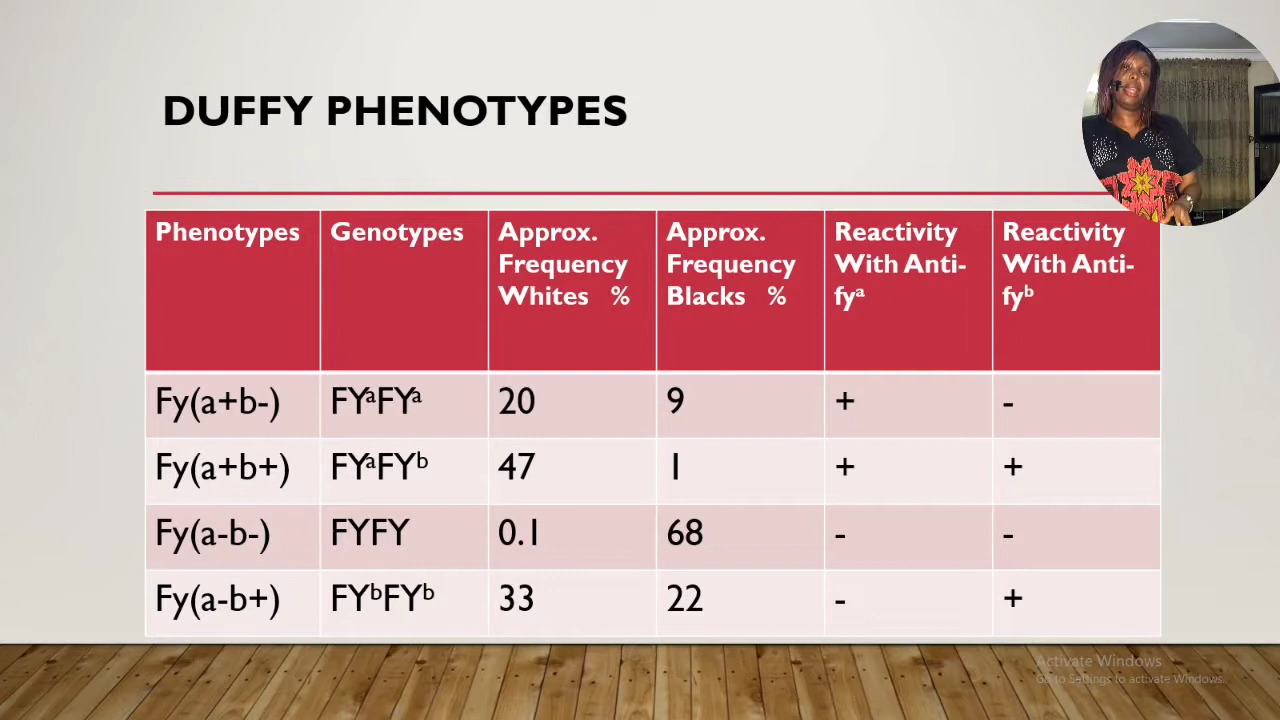 DUFFY PHENOTYPES
Phenotypes Genotypes Approx. Frequency Whites % Approx. Frequency Blacks % Reactivity With Anti-fyᵃ Reactivity With Anti-fyᵇ
Fy(a+b-) FYᵃFYᵃ 20 9 + -
Fy(a+b+) FYᵃFYᵇ 47 1 + +
Fy(a-b-) FYFY 0.1 68 - -
Fy(a-b+) FYᵇFYᵇ 33 22 - +
Activate Windows
Go to Settings to activate Windows.